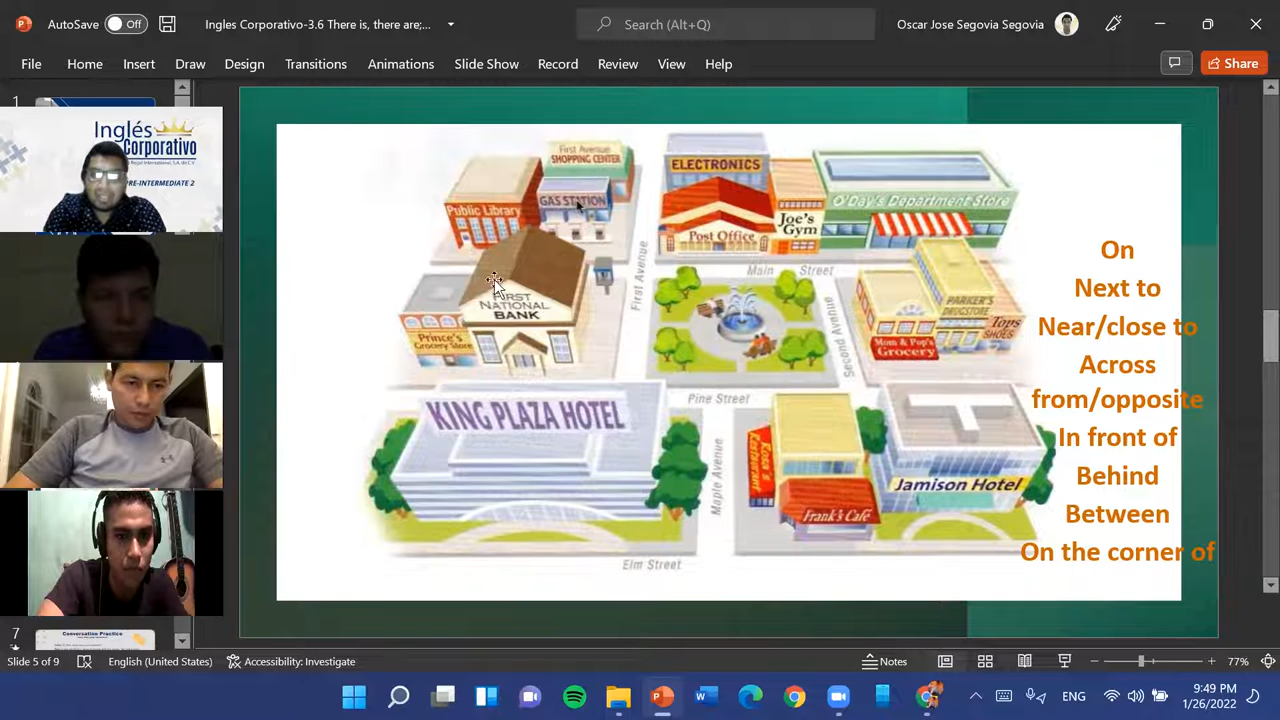 AutoSave Off
Ingles Corporativo-3.6 There is, there are;...
Search (Alt+Q)
Oscar Jose Segovia Segovia
File Home Insert Draw Design Transitions Animations Slide Show Record Review View Help
Share
1
Inglés
Corporativo
PRE-INTERMEDIATE 2
First Avenue
SHOPPING CENTER
GAS STATION
Public Library
ELECTRONICS
Post Office
Joe's
Gym
O'Day's Department Store
Main Street
First Avenue
FIRST
NATIONAL
BANK
Prince's
Grocery Store
Second Avenue
PARKER'S
DRUGSTORE
Tops
SHOES
Mom & Pop's
Grocery
Pine Street
KING PLAZA HOTEL
Maple Avenue
Rosa's
Restaurant
Frank's Café
Jamison Hotel
Elm Street
On
Next to
Near/close to
Across
from/opposite
In front of
Behind
Between
On the corner of
7
Conversation Practice
Slide 5 of 9
English (United States)
Accessibility: Investigate
Notes
77%
ENG
9:49 PM
1/26/2022